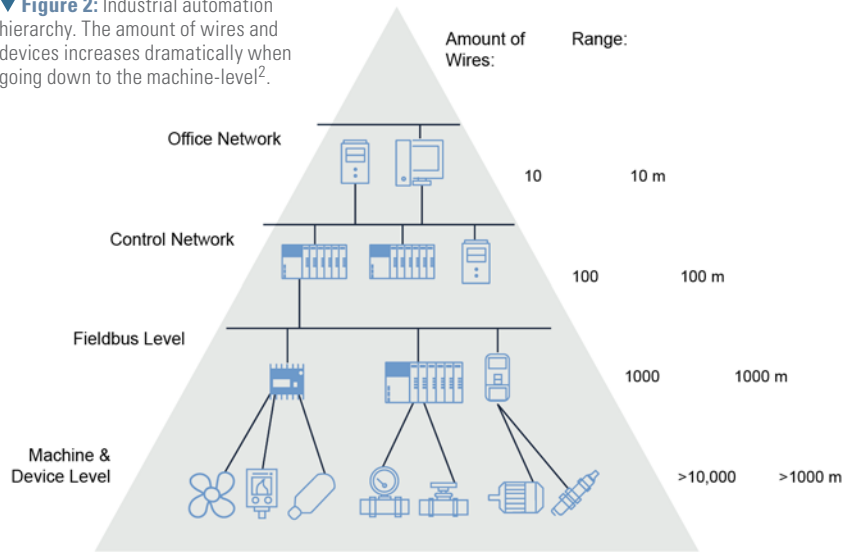 ▼ Figure 2: Industrial automation
hierarchy. The amount of wires and
devices increases dramatically when
going down to the machine-level².
Amount of
Wires:
Range:
Office Network
10
10 m
Control Network
100
100 m
Fieldbus Level
1000
1000 m
Machine &
Device Level
>10,000
>1000 m